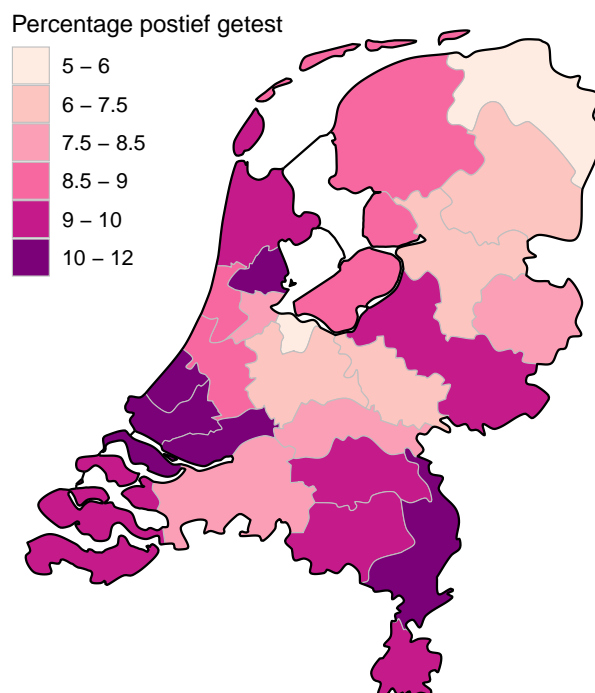 Percentage postief getest
5 – 6
6 – 7.5
7.5 – 8.5
8.5 – 9
9 – 10
10 – 12